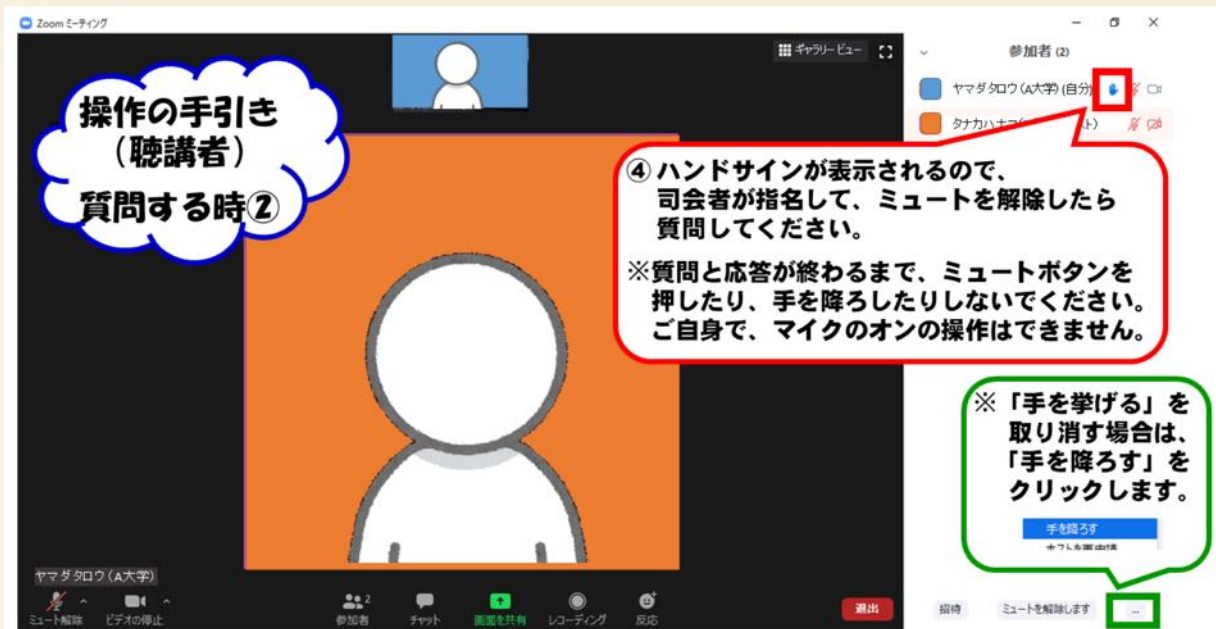 Zoom ミーティング
操作の手引き
（聴講者）
質問する時②
ギャラリー ビュー
参加者 (2)
ヤマダタロウ（A大学）(自分)
タナカハナコ
④ ハンドサインが表示されるので、
司会者が指名して、ミュートを解除したら
質問してください。
※質問と応答が終わるまで、ミュートボタンを
押したり、手を降ろしたりしないでください。
ご自身で、マイクのオンの操作はできません。
※「手を挙げる」を
取り消す場合は、
「手を降ろす」を
クリックします。
手を降ろす
ヤマダタロウ（A大学）
ミュート解除
ビデオの停止
2
参加者
チャット
画面を共有
レコーディング
反応
退出
招待
ミュートを解除します
...